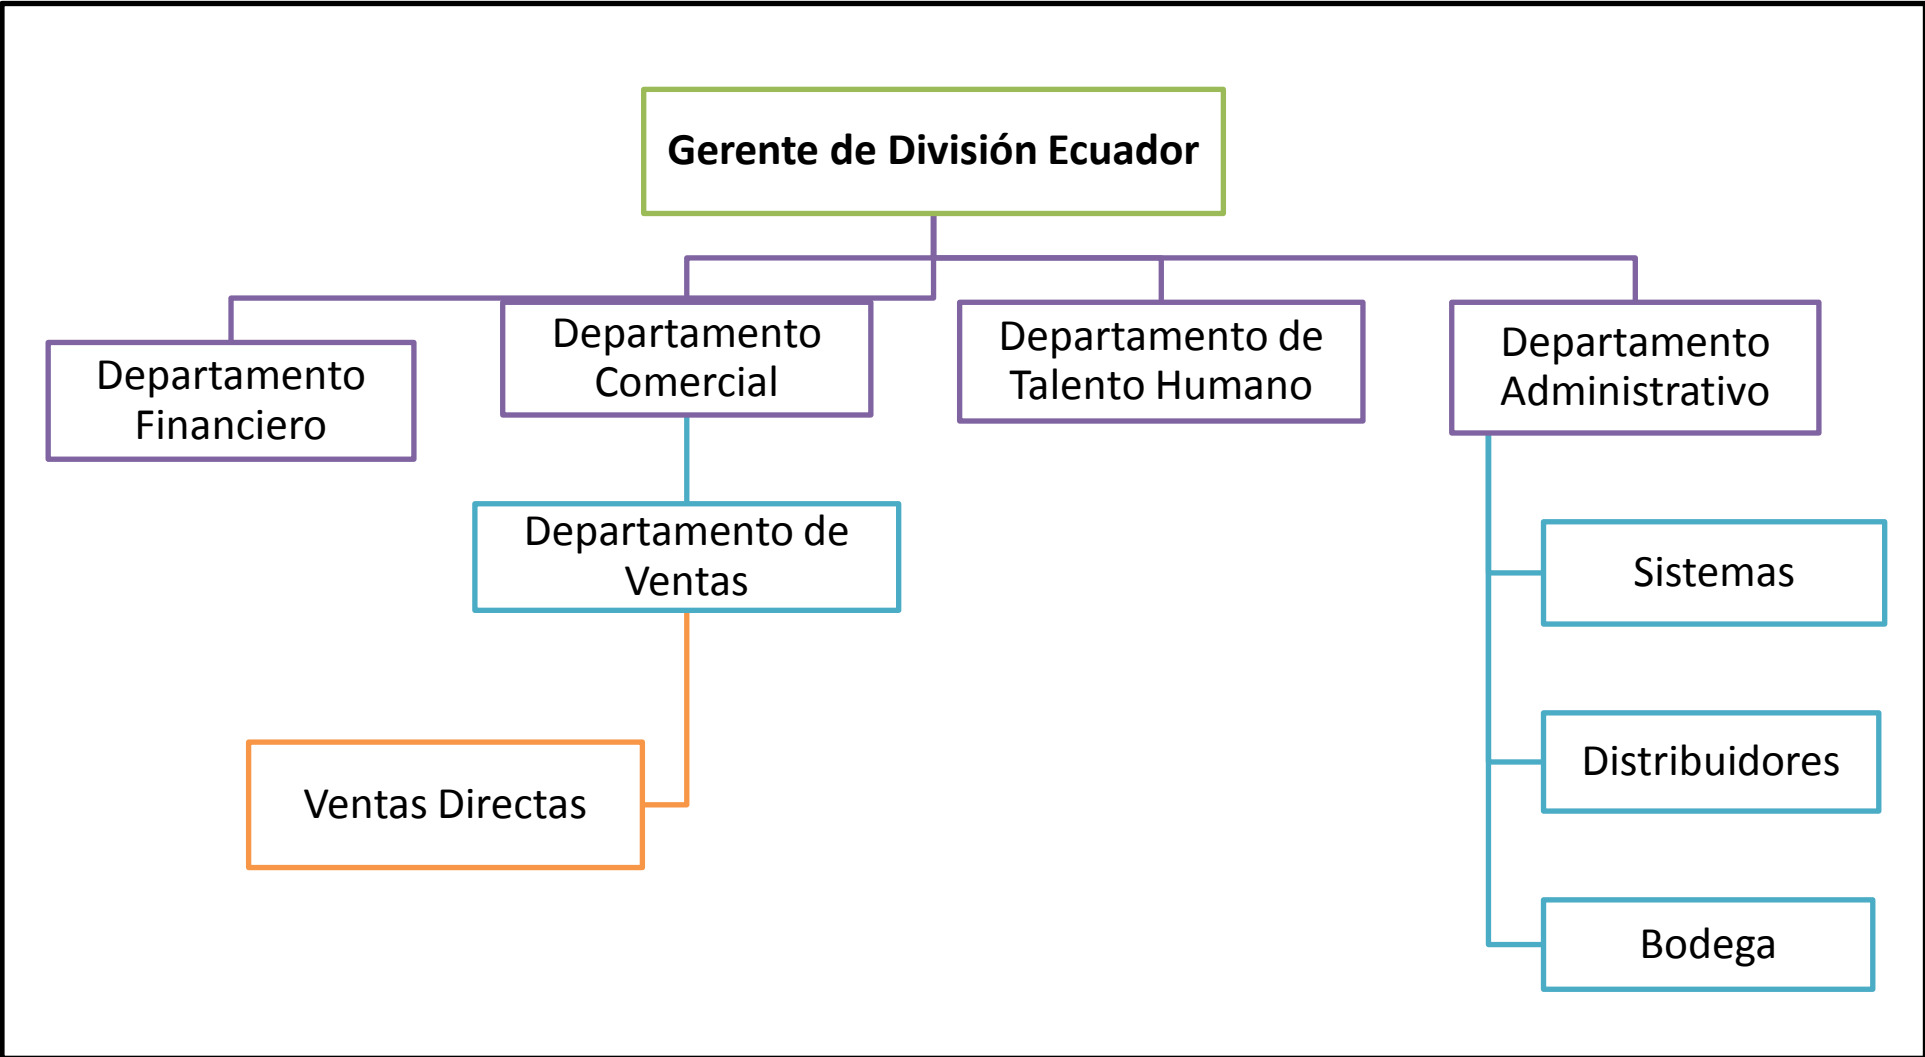 Gerente de División Ecuador
Departamento
Financiero
Departamento
Comercial
Departamento de
Talento Humano
Departamento
Administrativo
Departamento de
Ventas
Ventas Directas
Sistemas
Distribuidores
Bodega